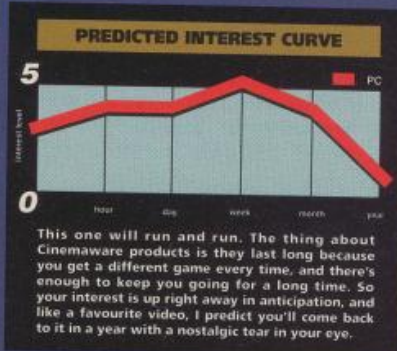 PREDICTED INTEREST CURVE
5
PC
interest level
0
hour day week month year
This one will run and run. The thing about
Cinemaware products is they last long because
you get a different game every time, and there's
enough to keep you going for a long time. So
your interest is up right away in anticipation, and
like a favourite video, I predict you'll come back
to it in a year with a nostalgic tear in your eye.